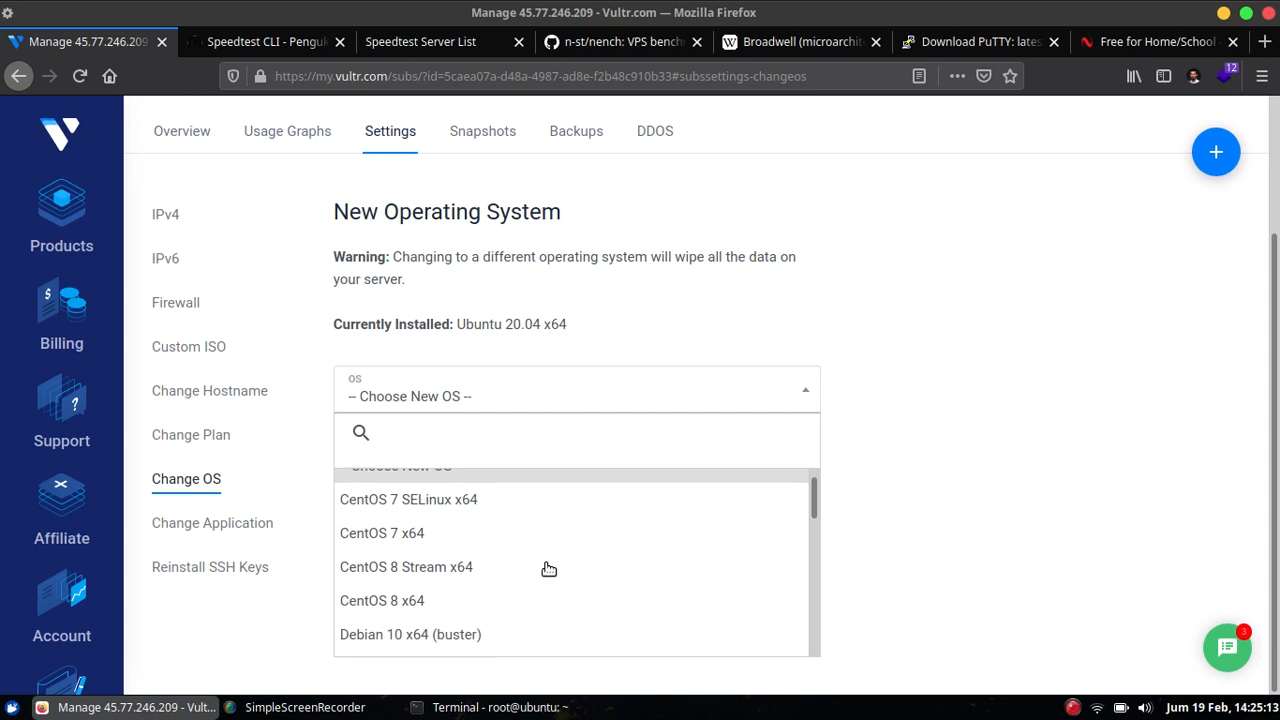 Manage 45.77.246.209 - Vultr.com — Mozilla Firefox
Manage 45.77.246.209
Speedtest CLI - Penguk
Speedtest Server List
n-st/nench: VPS bench
Broadwell (microarchit
Download PuTTY: lates
Free for Home/School -
https://my.vultr.com/subs/?id=5caea07a-d48a-4987-ad8e-f2b48c910b33#subssettings-changeos
12
Overview
Usage Graphs
Settings
Snapshots
Backups
DDOS
Products
Billing
Support
Affiliate
Account
IPv4
IPv6
Firewall
Custom ISO
Change Hostname
Change Plan
Change OS
Change Application
Reinstall SSH Keys
New Operating System
Warning: Changing to a different operating system will wipe all the data on
your server.
Currently Installed: Ubuntu 20.04 x64
OS
-- Choose New OS --
Choose New OS
CentOS 7 SELinux x64
CentOS 7 x64
CentOS 8 Stream x64
CentOS 8 x64
Debian 10 x64 (buster)
3
Manage 45.77.246.209 - Vultr...
SimpleScreenRecorder
Terminal - root@ubuntu: ~
Jum 19 Feb, 14:25:13